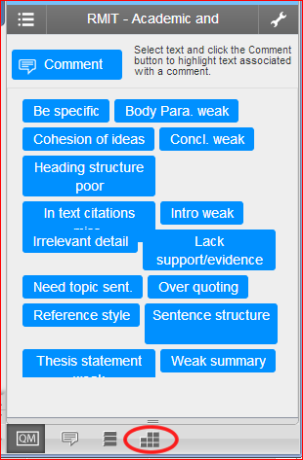 RMIT - Academic and
Comment
Select text and click the Comment
button to highlight text associated
with a comment.
Be specific
Body Para. weak
Cohesion of ideas
Concl. weak
Heading structure
poor
In text citations
Intro weak
Irrelevant detail
Lack
support/evidence
Need topic sent.
Over quoting
Reference style
Sentence structure
Thesis statement
Weak summary
QM